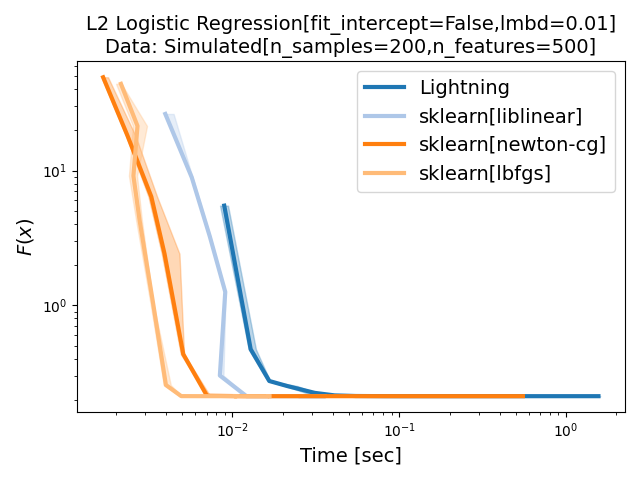 L2 Logistic Regression[fit_intercept=False,lmbd=0.01]
Data: Simulated[n_samples=200,n_features=500]
Lightning
sklearn[liblinear]
sklearn[newton-cg]
sklearn[lbfgs]
F(x)
10¹
10⁰
10⁻² 10⁻¹ 10⁰
Time [sec]